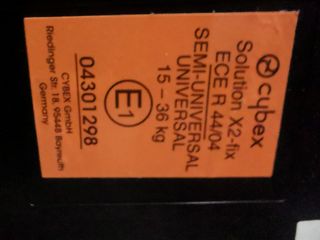 cybex
Solution X2-fix
ECE R 44/04
SEMI-UNIVERSAL
UNIVERSAL
15 – 36 kg
E1
04301298
CYBEX GmbH
Riedinger Str. 18, 95448 Bayreuth
Germany